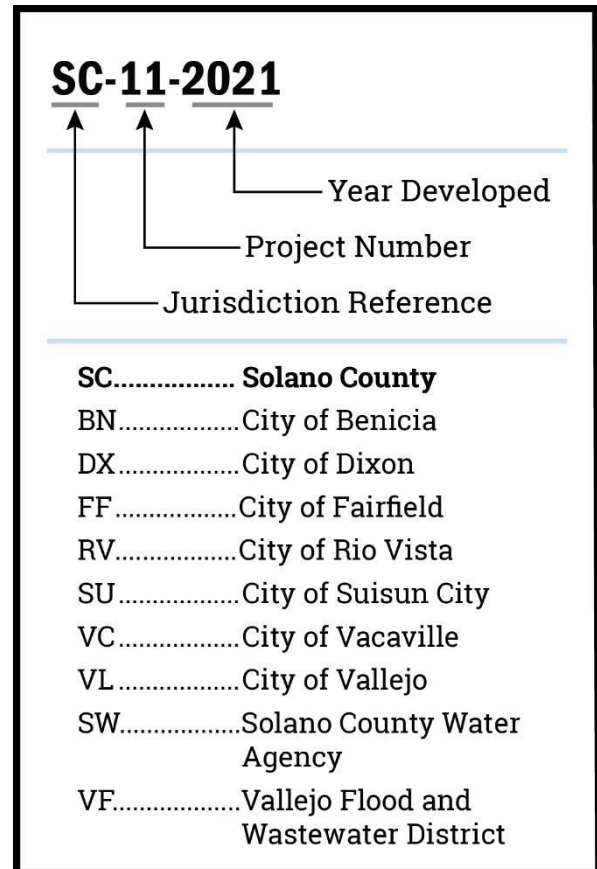 SC-11-2021
Year Developed
Project Number
Jurisdiction Reference
SC................. Solano County
BN.................City of Benicia
DX.................City of Dixon
FF.................City of Fairfield
RV.................City of Rio Vista
SU.................City of Suisun City
VC.................City of Vacaville
VL.................City of Vallejo
SW.................Solano County Water
Agency
VF..................Vallejo Flood and
Wastewater District